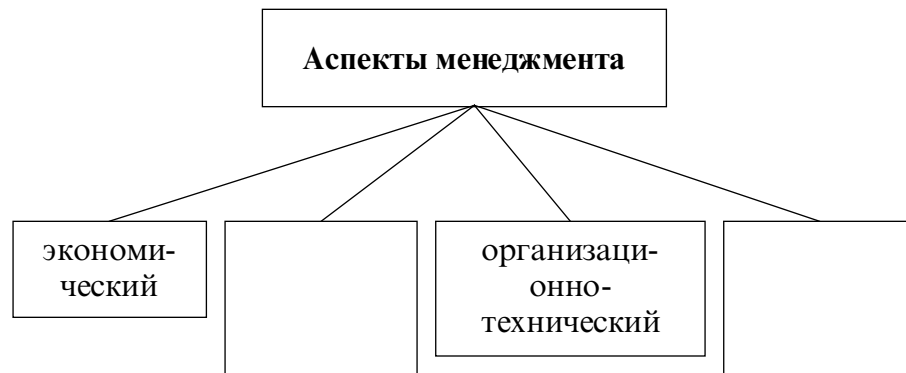 Аспекты менеджмента
экономи-
ческий
организаци-
онно-
технический